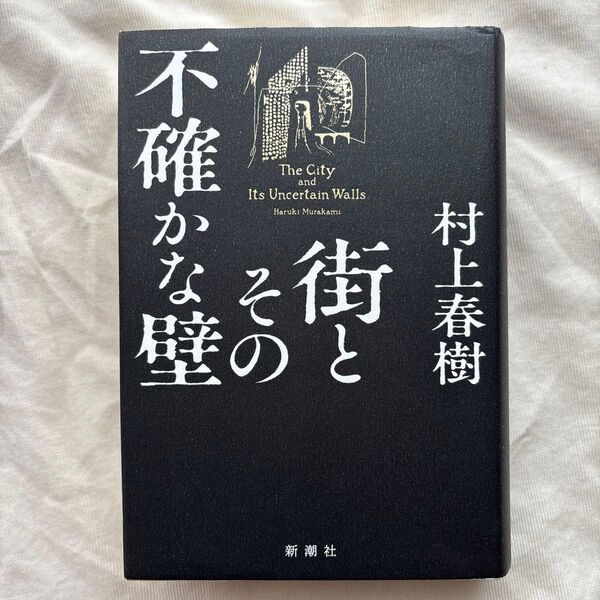 村上春樹
街と
その
不確かな壁
The City
and
Its Uncertain Walls
Haruki Murakami
新潮社